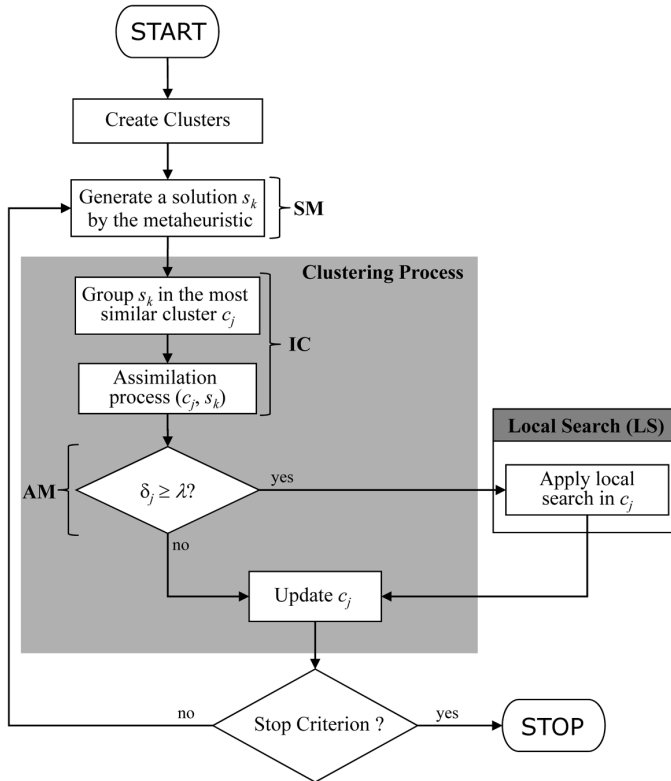 START
Create Clusters
Generate a solution sₖ
by the metaheuristic
SM
Clustering Process
Group sₖ in the most
similar cluster cⱼ
IC
Assimilation
process (cⱼ, sₖ)
Local Search (LS)
AM
δⱼ ≥ λ?
yes
Apply local
search in cⱼ
no
Update cⱼ
no
Stop Criterion ?
yes
STOP